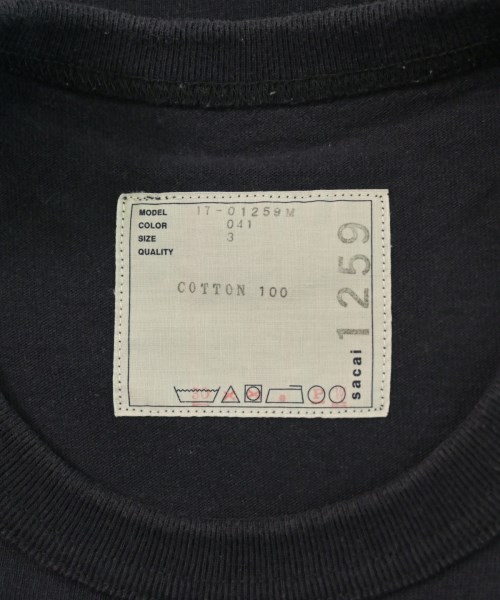 MODEL 17-01259M
COLOR 041
SIZE 3
QUALITY
COTTON 100
sacai 1259